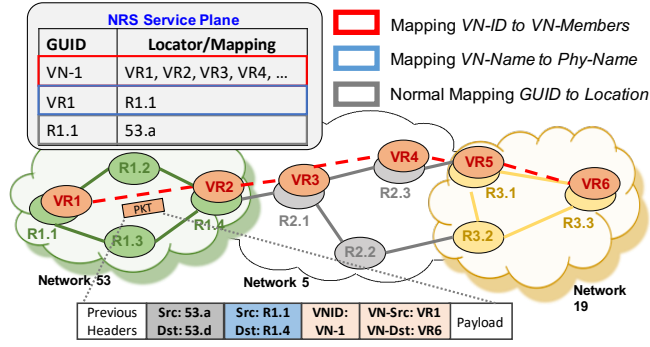 NRS Service Plane
GUID Locator/Mapping
VN-1 VR1, VR2, VR3, VR4, ...
VR1 R1.1
R1.1 53.a
Mapping VN-ID to VN-Members
Mapping VN-Name to Phy-Name
Normal Mapping GUID to Location
R1.2
VR1
R1.1
PKT
R1.3
VR2
R1.4
VR3
R2.1
VR4
R2.3
R2.2
VR5
R3.1
R3.2
VR6
R3.3
Network 53
Network 5
Network
19
Previous
Headers
Src: 53.a
Dst: 53.d
Src: R1.1
Dst: R1.4
VNID:
VN-1
VN-Src: VR1
VN-Dst: VR6
Payload